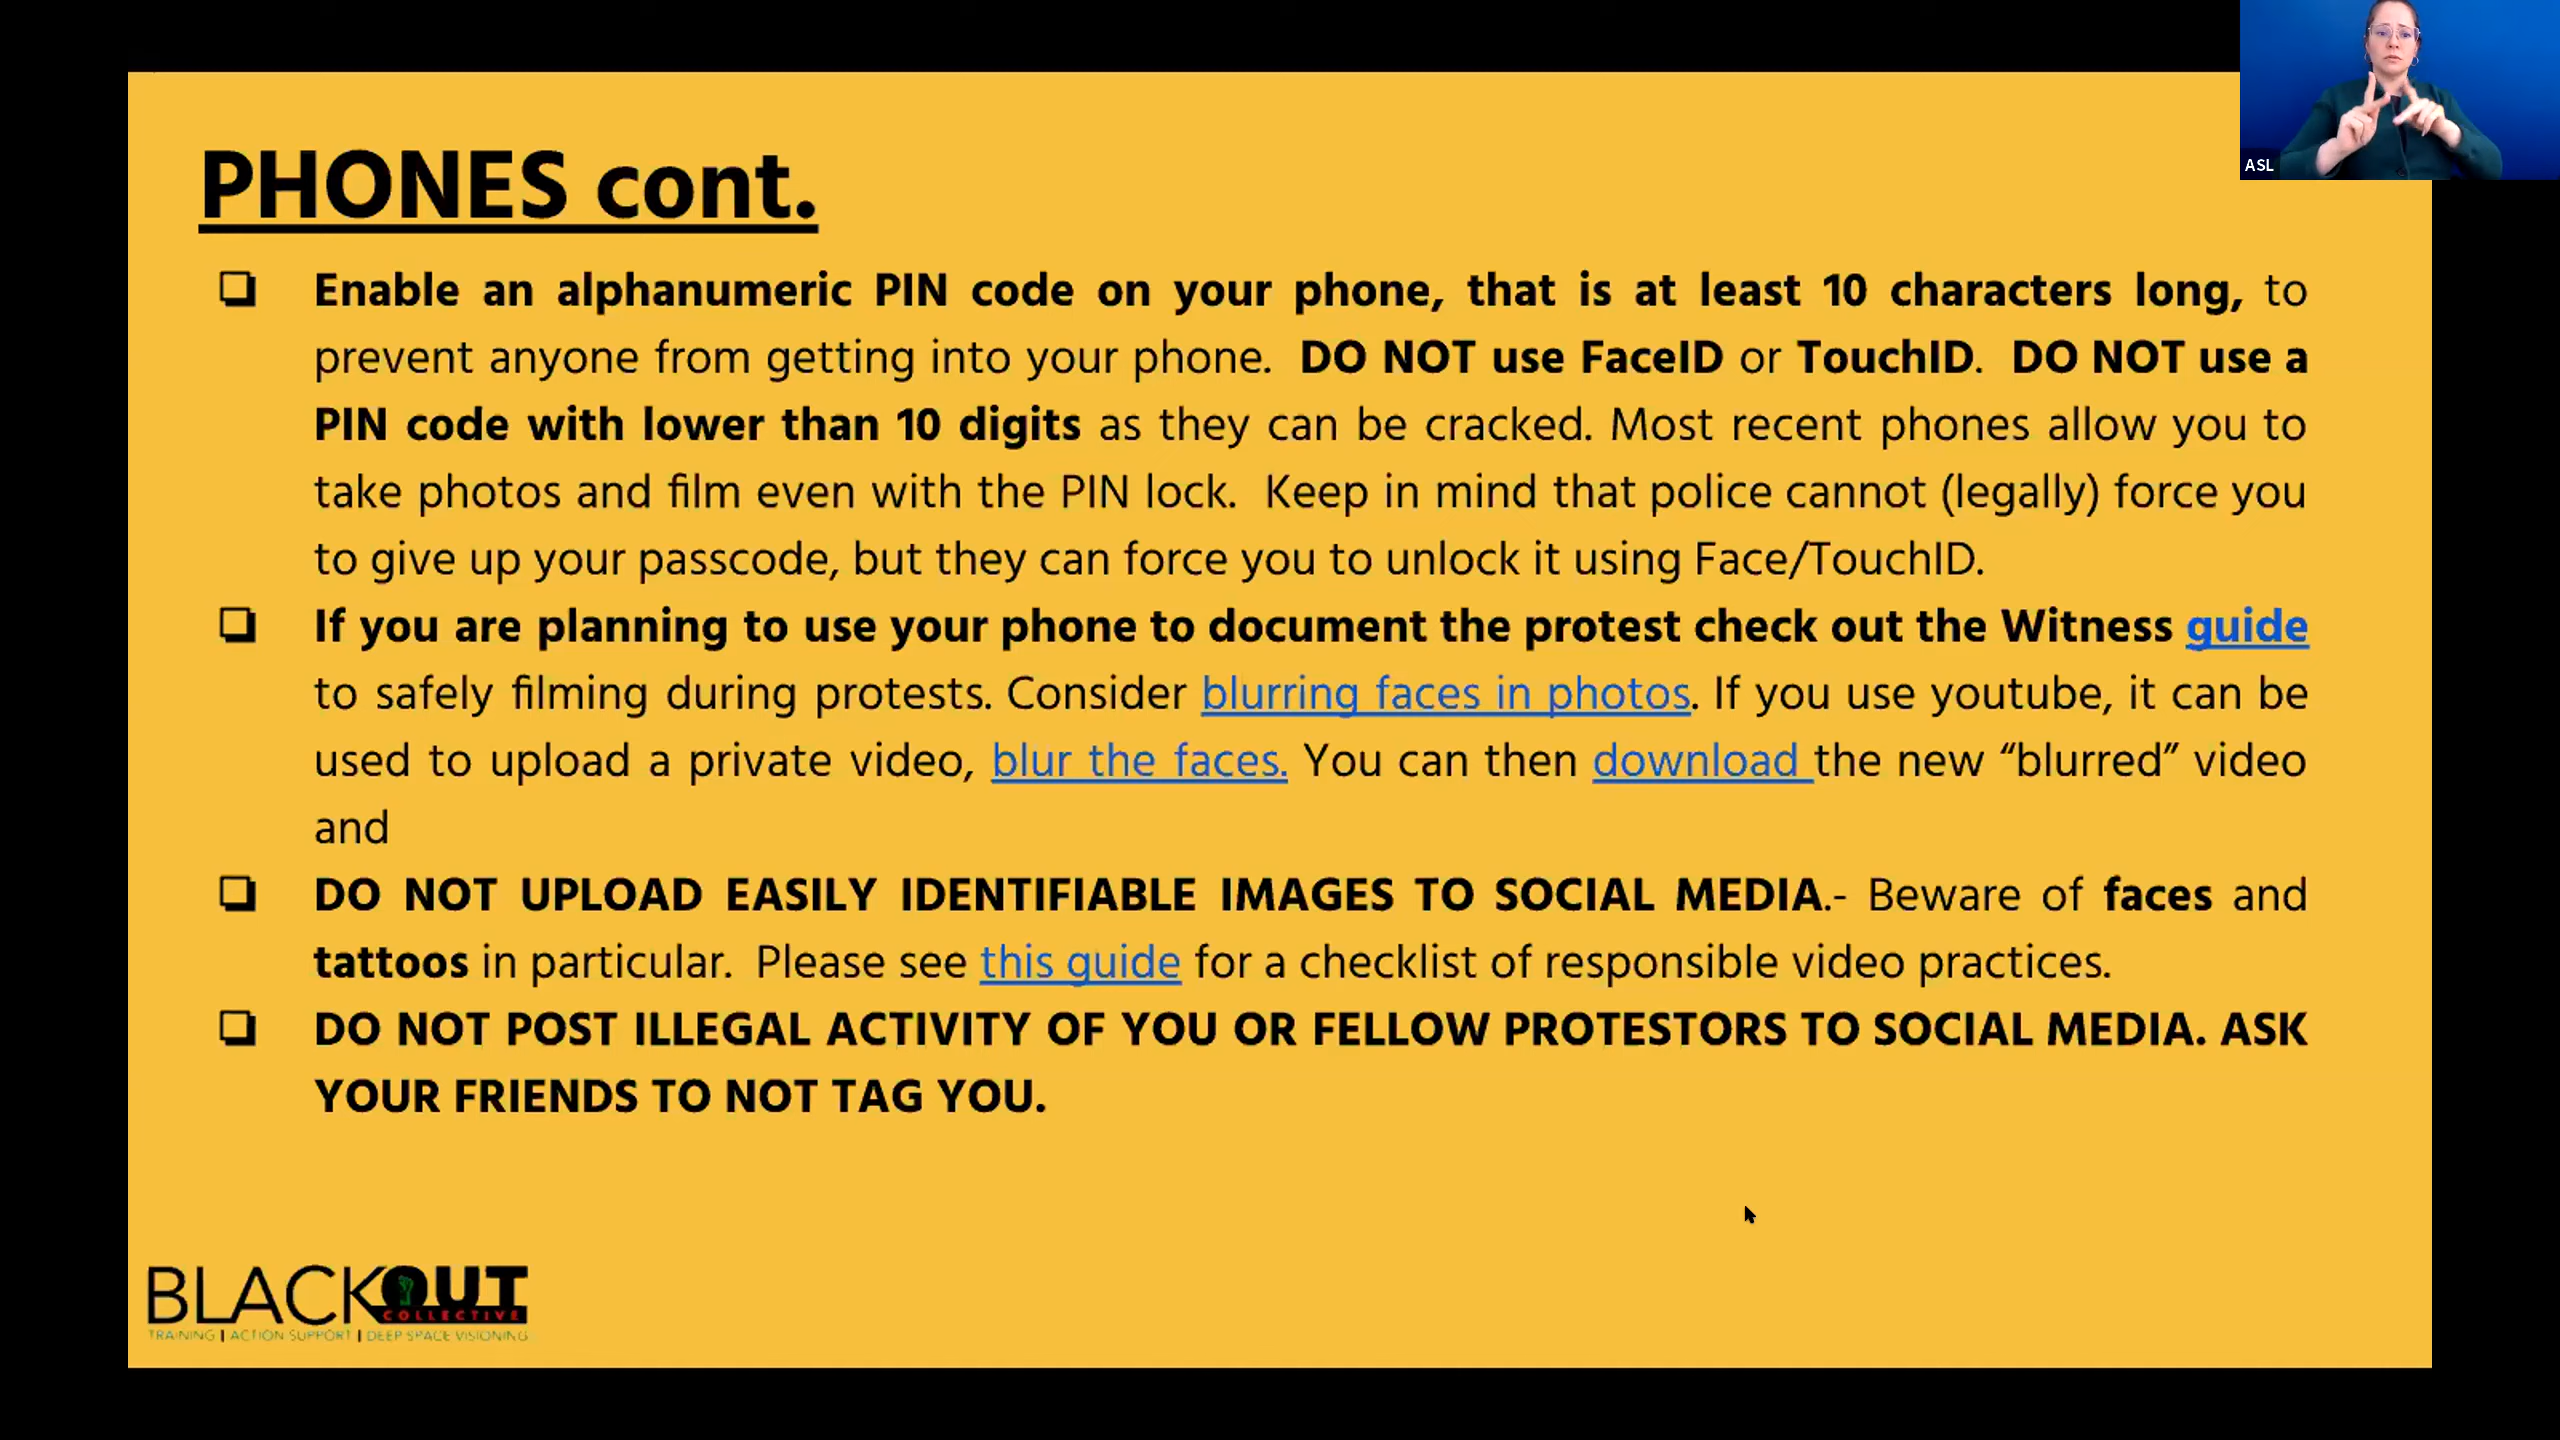 ASL
PHONES cont.
❏ Enable an alphanumeric PIN code on your phone, that is at least 10 characters long, to
prevent anyone from getting into your phone. DO NOT use FaceID or TouchID. DO NOT use a
PIN code with lower than 10 digits as they can be cracked. Most recent phones allow you to
take photos and film even with the PIN lock. Keep in mind that police cannot (legally) force you
to give up your passcode, but they can force you to unlock it using Face/TouchID.
❏ If you are planning to use your phone to document the protest check out the Witness guide
to safely filming during protests. Consider blurring faces in photos. If you use youtube, it can be
used to upload a private video, blur the faces. You can then download the new “blurred” video
and
❏ DO NOT UPLOAD EASILY IDENTIFIABLE IMAGES TO SOCIAL MEDIA.- Beware of faces and
tattoos in particular. Please see this guide for a checklist of responsible video practices.
❏ DO NOT POST ILLEGAL ACTIVITY OF YOU OR FELLOW PROTESTORS TO SOCIAL MEDIA. ASK
YOUR FRIENDS TO NOT TAG YOU.
BLACKOUT
COLLECTIVE
TRAINING | ACTION SUPPORT | DEEP SPACE VISIONING